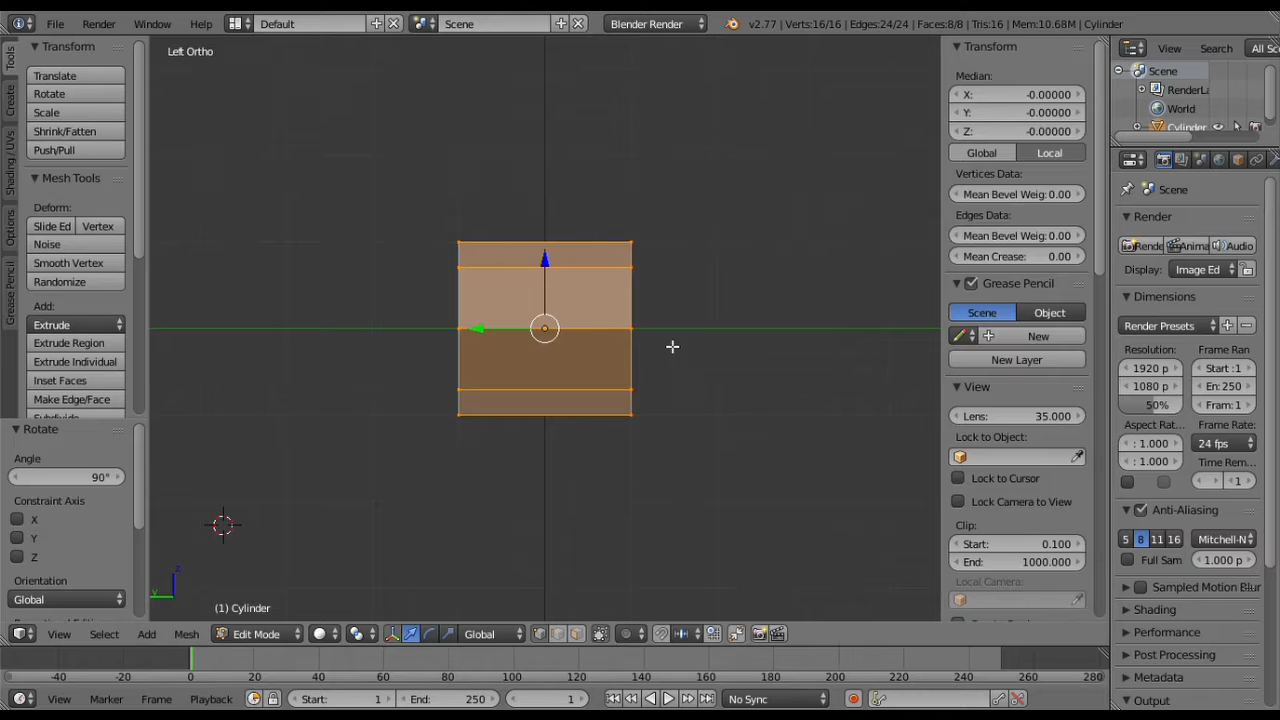 File Render Window Help Default Scene Blender Render v2.77 | Verts:16/16 | Edges:24/24 | Faces:8/8 | Tris:16 | Mem:10.68M | Cylinder
Tools
Create
Shading / UVs
Options
Grease Pencil
Transform
Translate
Rotate
Scale
Shrink/Fatten
Push/Pull
Mesh Tools
Deform:
Slide Ed Vertex
Noise
Smooth Vertex
Randomize
Add:
Extrude
Extrude Region
Extrude Individual
Inset Faces
Make Edge/Face
Subdivide
Rotate
Angle
90°
Constraint Axis
X
Y
Z
Orientation
Global
Left Ortho
z
y
(1) Cylinder
Transform
Median:
X: -0.00000
Y: -0.00000
Z: -0.00000
Global Local
Vertices Data:
Mean Bevel Weig: 0.00
Edges Data:
Mean Bevel Weig: 0.00
Mean Crease: 0.00
Grease Pencil
Scene Object
New
New Layer
View
Lens: 35.000
Lock to Object:
Lock to Cursor
Lock Camera to View
Clip:
Start: 0.100
End: 1000.000
Local Camera:
View Search All Sc
Scene
RenderLa
World
Cylinder
Scene
Render
Rende Anima Audio
Display: Image Ed
Dimensions
Render Presets
Resolution: Frame Ran
1920 p Start :1
1080 p En: 250
50% Fram: 1
Aspect Rat... Frame Rate:
: 1.000 24 fps
: 1.000 Time Rem...
1
Anti-Aliasing
5 8 11 16 Mitchell-N
Full Sam 1.000 p
Sampled Motion Blur
Shading
Performance
Post Processing
Metadata
Output
View Select Add Mesh Edit Mode Global
-40 -20 0 20 40 60 80 100 120 140 160 180 200 220 240 260 280
View Marker Frame Playback Start: 1 End: 250 1 No Sync